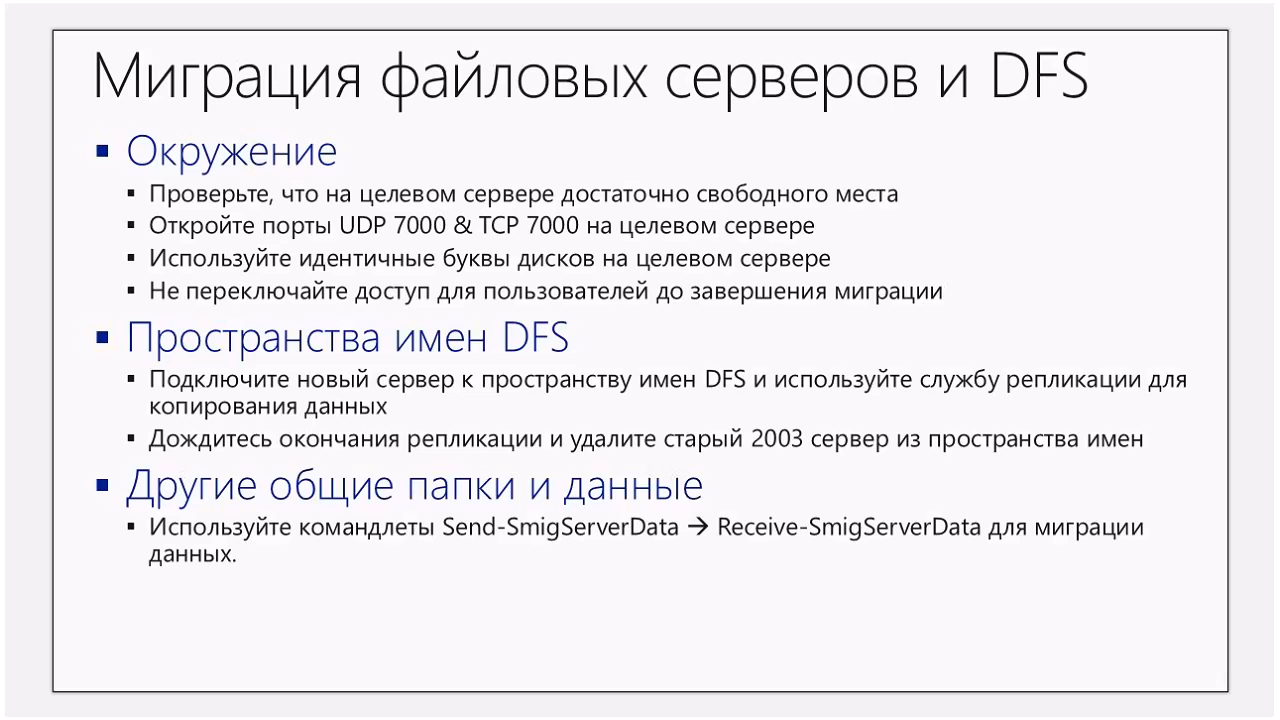 Миграция файловых серверов и DFS
▪ Окружение
▪ Проверьте, что на целевом сервере достаточно свободного места
▪ Откройте порты UDP 7000 & TCP 7000 на целевом сервере
▪ Используйте идентичные буквы дисков на целевом сервере
▪ Не переключайте доступ для пользователей до завершения миграции
▪ Пространства имен DFS
▪ Подключите новый сервер к пространству имен DFS и используйте службу репликации для
копирования данных
▪ Дождитесь окончания репликации и удалите старый 2003 сервер из пространства имен
▪ Другие общие папки и данные
▪ Используйте командлеты Send-SmigServerData → Receive-SmigServerData для миграции
данных.